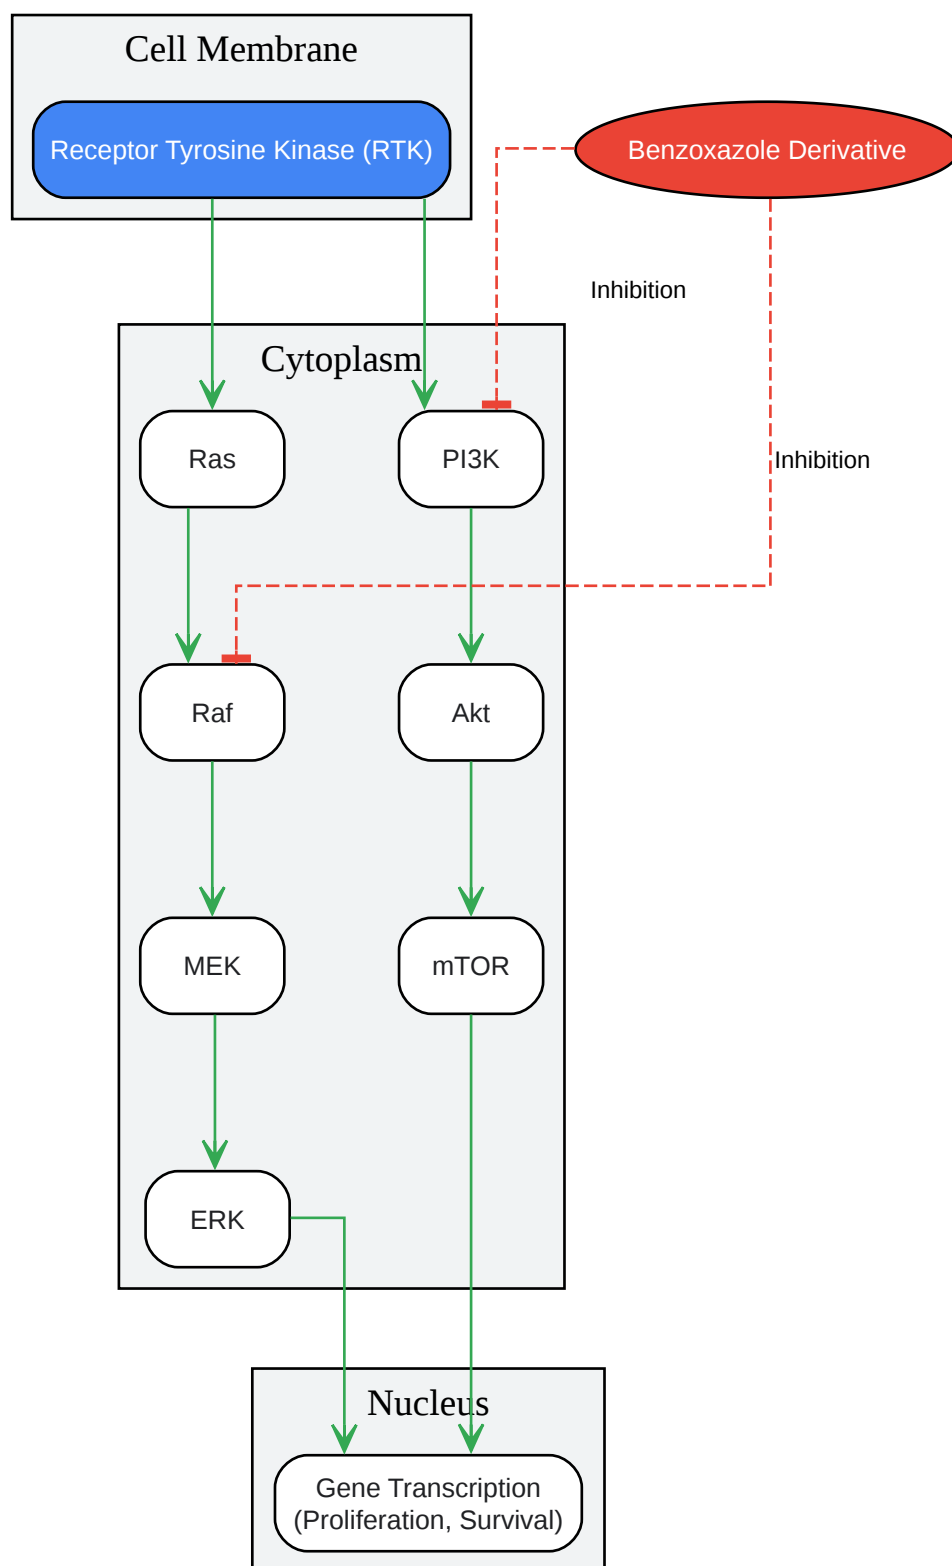 Cell Membrane
Receptor Tyrosine Kinase (RTK)
Benzoxazole Derivative
Inhibition
Cytoplasm
Ras
PI3K
Inhibition
Raf
Akt
MEK
mTOR
ERK
Nucleus
Gene Transcription
(Proliferation, Survival)